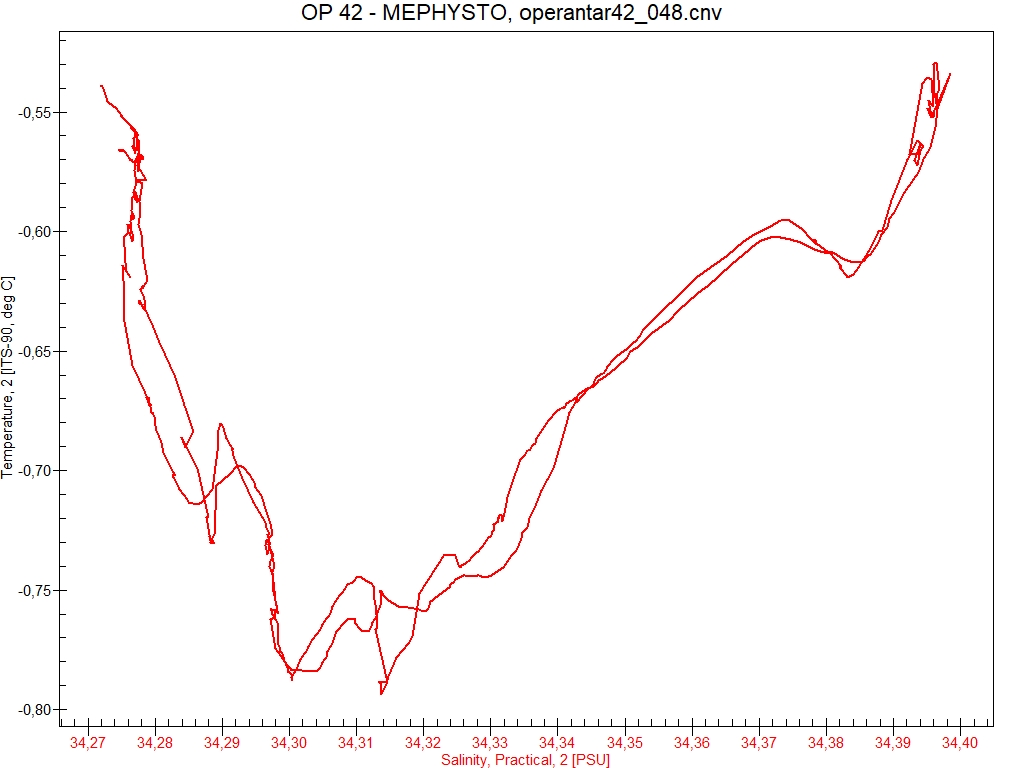 OP 42 - MEPHYSTO, operantar42_048.cnv
Temperature, 2 [ITS-90, deg C]
-0,55
-0,60
-0,65
-0,70
-0,75
-0,80
34,27 34,28 34,29 34,30 34,31 34,32 34,33 34,34 34,35 34,36 34,37 34,38 34,39 34,40
Salinity, Practical, 2 [PSU]